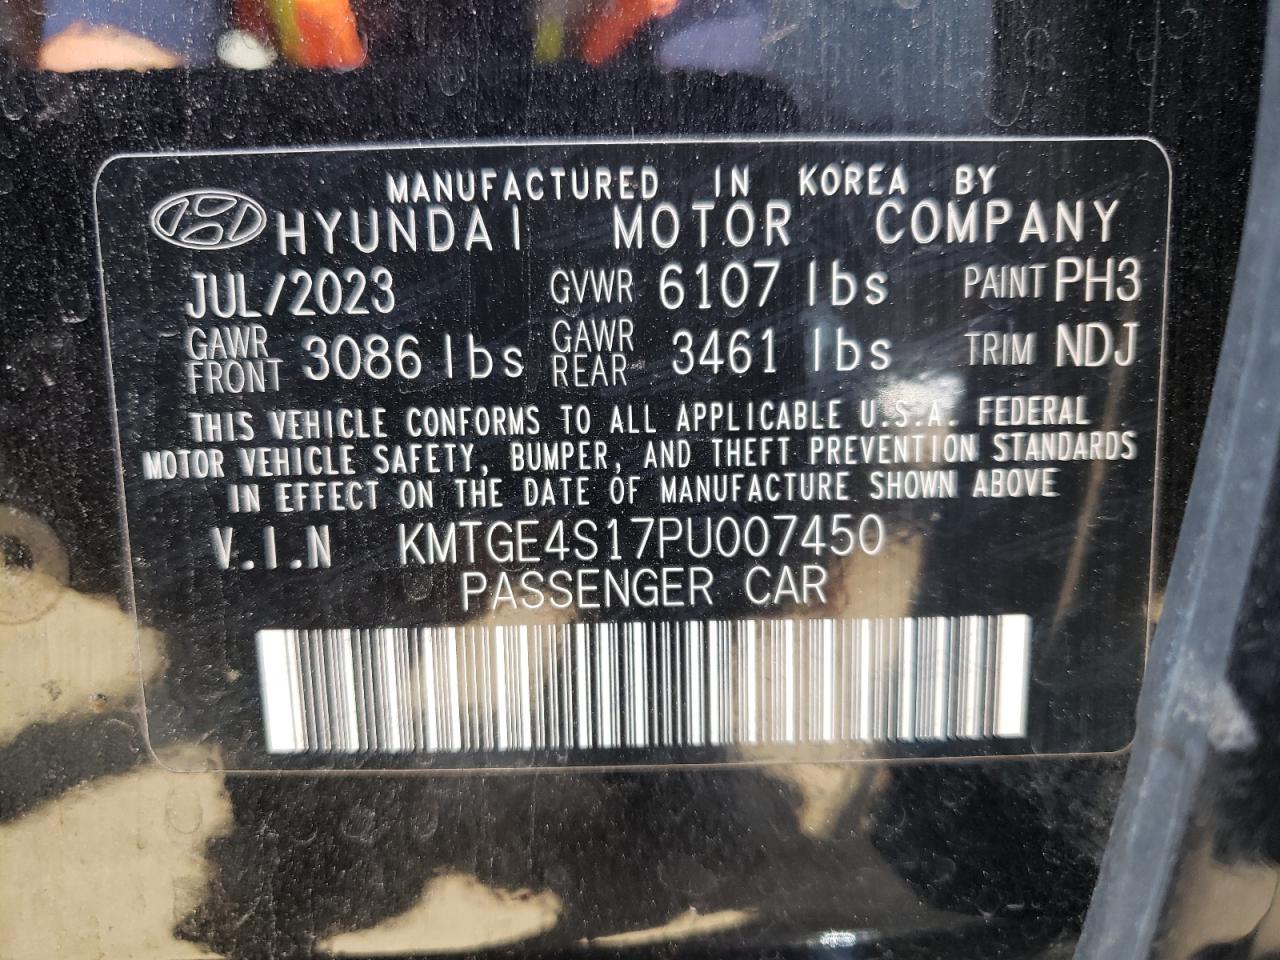 MANUFACTURED IN KOREA BY
HYUNDAI MOTOR COMPANY
JUL/2023 GVWR 6107 lbs PAINT PH3
GAWR FRONT 3086 lbs GAWR REAR 3461 lbs TRIM NDJ
THIS VEHICLE CONFORMS TO ALL APPLICABLE U.S.A. FEDERAL
MOTOR VEHICLE SAFETY, BUMPER, AND THEFT PREVENTION STANDARDS
IN EFFECT ON THE DATE OF MANUFACTURE SHOWN ABOVE
V.I.N KMTGE4S17PU007450
PASSENGER CAR